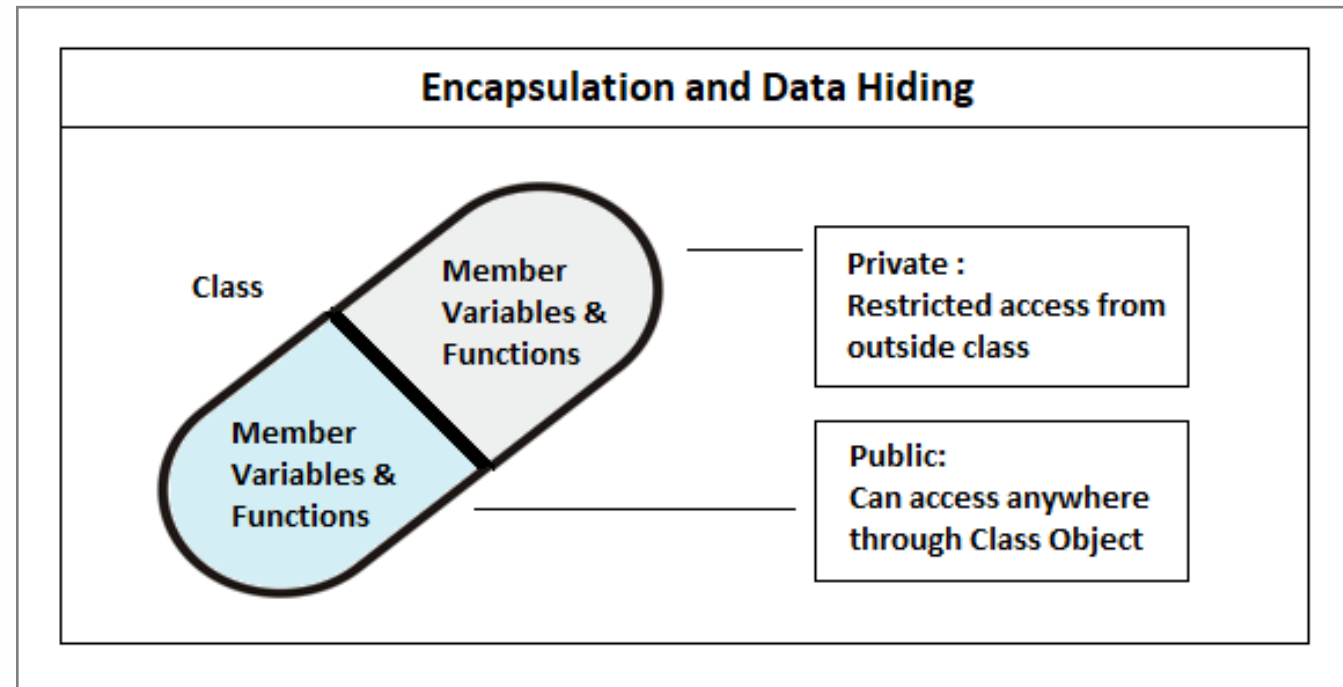 Encapsulation and Data Hiding
Class
Member
Variables &
Functions
Private :
Restricted access from
outside class
Member
Variables &
Functions
Public:
Can access anywhere
through Class Object